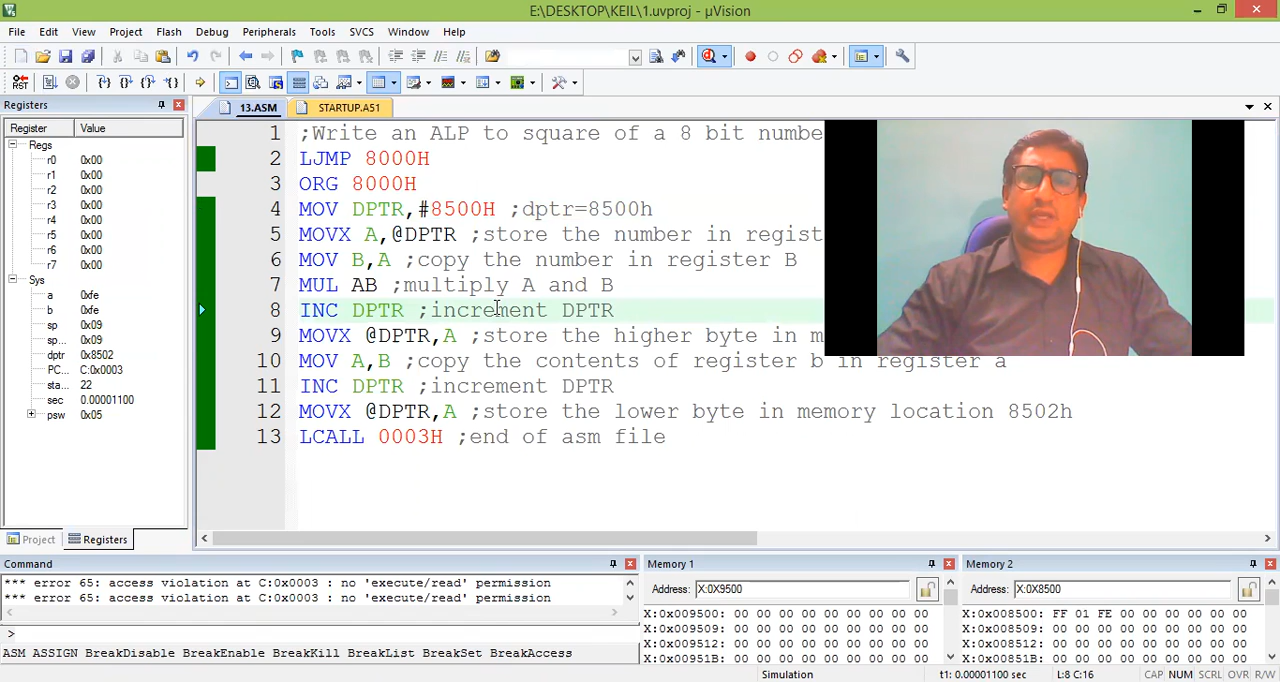 E:\DESKTOP\KEIL\1.uvproj - µVision
File Edit View Project Flash Debug Peripherals Tools SVCS Window Help
Registers
Register Value
Regs
r0 0x00
r1 0x00
r2 0x00
r3 0x00
r4 0x00
r5 0x00
r6 0x00
r7 0x00
Sys
a 0xfe
b 0xfe
sp 0x09
sp... 0x09
dptr 0x8502
PC... C:0x0003
sta... 22
sec 0.00001100
psw 0x05
Project Registers
13.ASM STARTUP.A51
1 ;Write an ALP to square of a 8 bit numbe
2 LJMP 8000H
3 ORG 8000H
4 MOV DPTR,#8500H ;dptr=8500h
5 MOVX A,@DPTR ;store the number in regist
6 MOV B,A ;copy the number in register B
7 MUL AB ;multiply A and B
8 INC DPTR ;increment DPTR
9 MOVX @DPTR,A ;store the higher byte in m
10 MOV A,B ;copy the contents of register b in register a
11 INC DPTR ;increment DPTR
12 MOVX @DPTR,A ;store the lower byte in memory location 8502h
13 LCALL 0003H ;end of asm file
Command
*** error 65: access violation at C:0x0003 : no 'execute/read' permission
*** error 65: access violation at C:0x0003 : no 'execute/read' permission
>
ASM ASSIGN BreakDisable BreakEnable BreakKill BreakList BreakSet BreakAccess
Memory 1
Address: X:0X9500
X:0x009500: 00 00 00 00 00 00 00 00 00
X:0x009509: 00 00 00 00 00 00 00 00 00
X:0x009512: 00 00 00 00 00 00 00 00 00
X:0x00951B: 00 00 00 00 00 00 00 00 00
Memory 2
Address: X:0X8500
X:0x008500: FF 01 FE 00 00 00 00 00 00
X:0x008509: 00 00 00 00 00 00 00 00 00
X:0x008512: 00 00 00 00 00 00 00 00 00
X:0x00851B: 00 00 00 00 00 00 00 00 00
Simulation t1: 0.00001100 sec L:8 C:16 CAP NUM SCRL OVR R/W